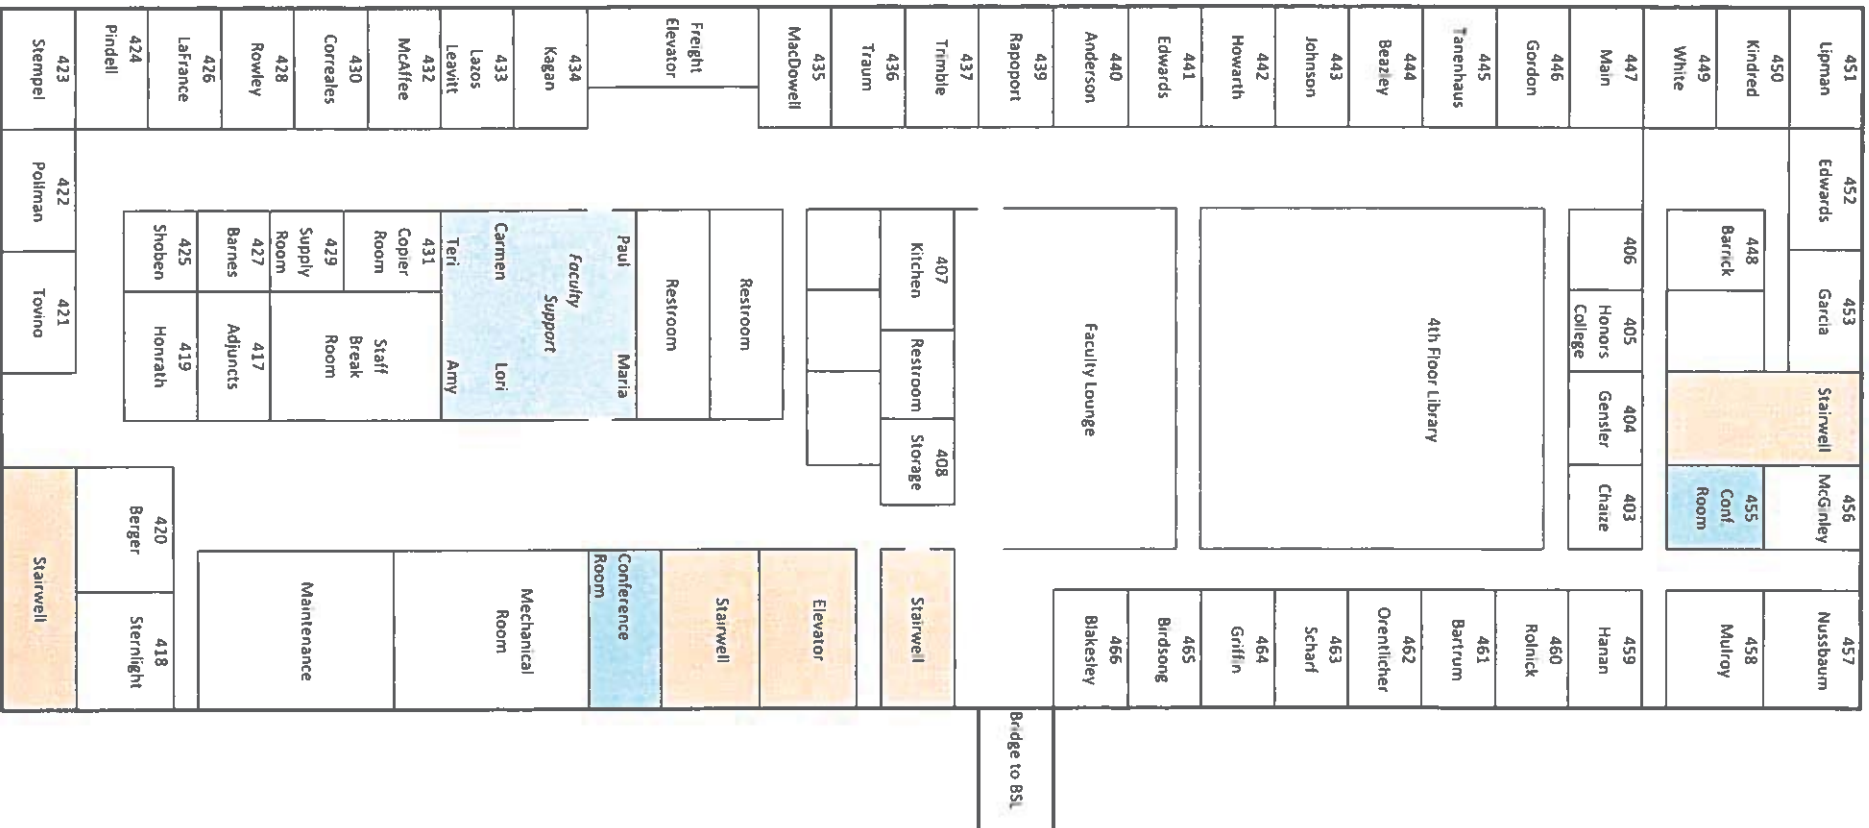 451
Lipman
452
Edwards
453
Garcia
Stairwell
456
McGinley
457
Nussbaum
450
Kindred
448
Barrick
455
Conf.
Room
458
Mulroy
449
White
447
Main
406
405
Honors
College
404
Gensler
403
Chaize
459
Hanan
446
Gordon
460
Rolnick
445
Tanenhaus
4th Floor Library
461
Bartrum
444
Beazley
462
Orentlicher
443
Johnson
463
Scharf
442
Howarth
464
Griffin
441
Edwards
465
Birdsong
440
Anderson
Faculty Lounge
466
Blakesley
439
Rapoport
Bridge to BSL
437
Trimble
407
Kitchen
Restroom
408
Storage
Stairwell
436
Traum
435
MacDowell
Elevator
Restroom
Stairwell
Freight
Elevator
Restroom
Paul
Maria
Conference
Room
434
Kagan
Faculty
Support
433
Lazos
Leavitt
Carmen
Lori
Teri
Amy
Mechanical
Room
432
McAffee
431
Copier
Room
Staff
Break
Room
430
Correales
429
Supply
Room
Maintenance
428
Rowley
427
Barnes
417
Adjuncts
426
LaFrance
425
Shoben
419
Honrath
424
Pindell
420
Berger
418
Sternlight
423
Stempel
422
Pollman
421
Tovino
Stairwell